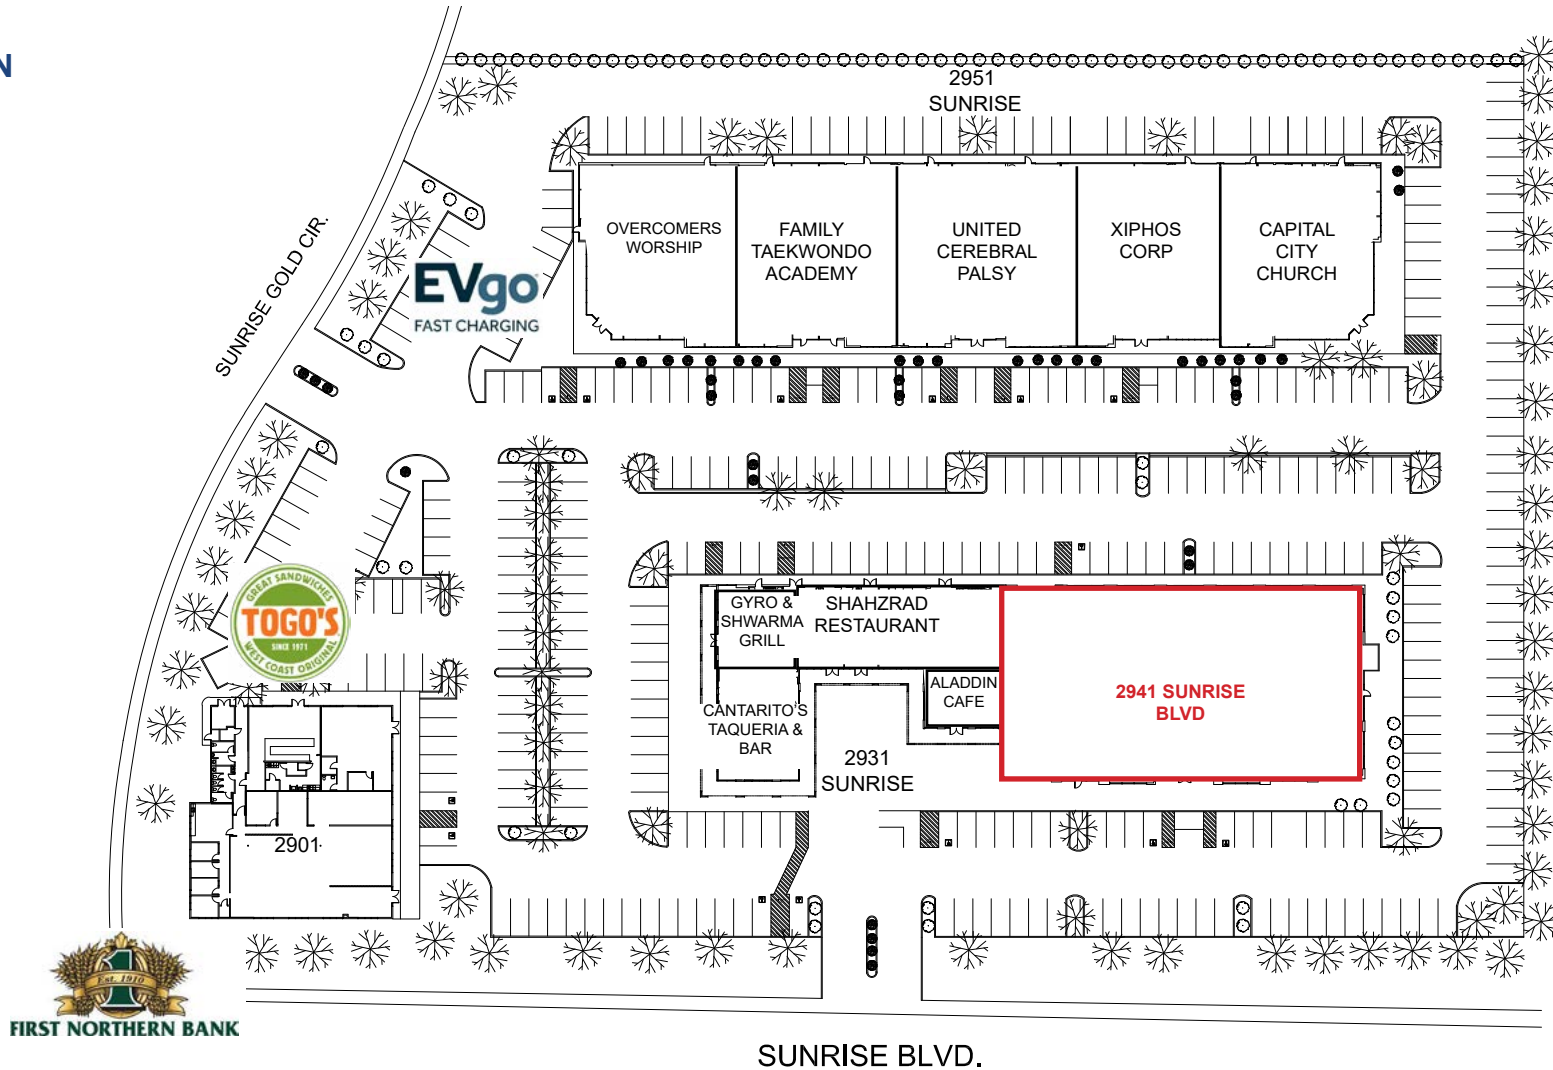 N
2951
SUNRISE
OVERCOMERS
WORSHIP
FAMILY
TAEKWONDO
ACADEMY
UNITED
CEREBRAL
PALSY
XIPHOS
CORP
CAPITAL
CITY
CHURCH
SUNRISE GOLD CIR.
EVgo
FAST CHARGING
GREAT SANDWICHES
TOGO'S
SINCE 1971
WEST COAST ORIGINAL
GYRO &
SHWARMA
GRILL
SHAHZRAD
RESTAURANT
ALADDIN
CAFE
CANTARITO'S
TAQUERIA &
BAR
2931
SUNRISE
2941 SUNRISE
BLVD
2901
Est. 1910
1
FIRST NORTHERN BANK
SUNRISE BLVD.